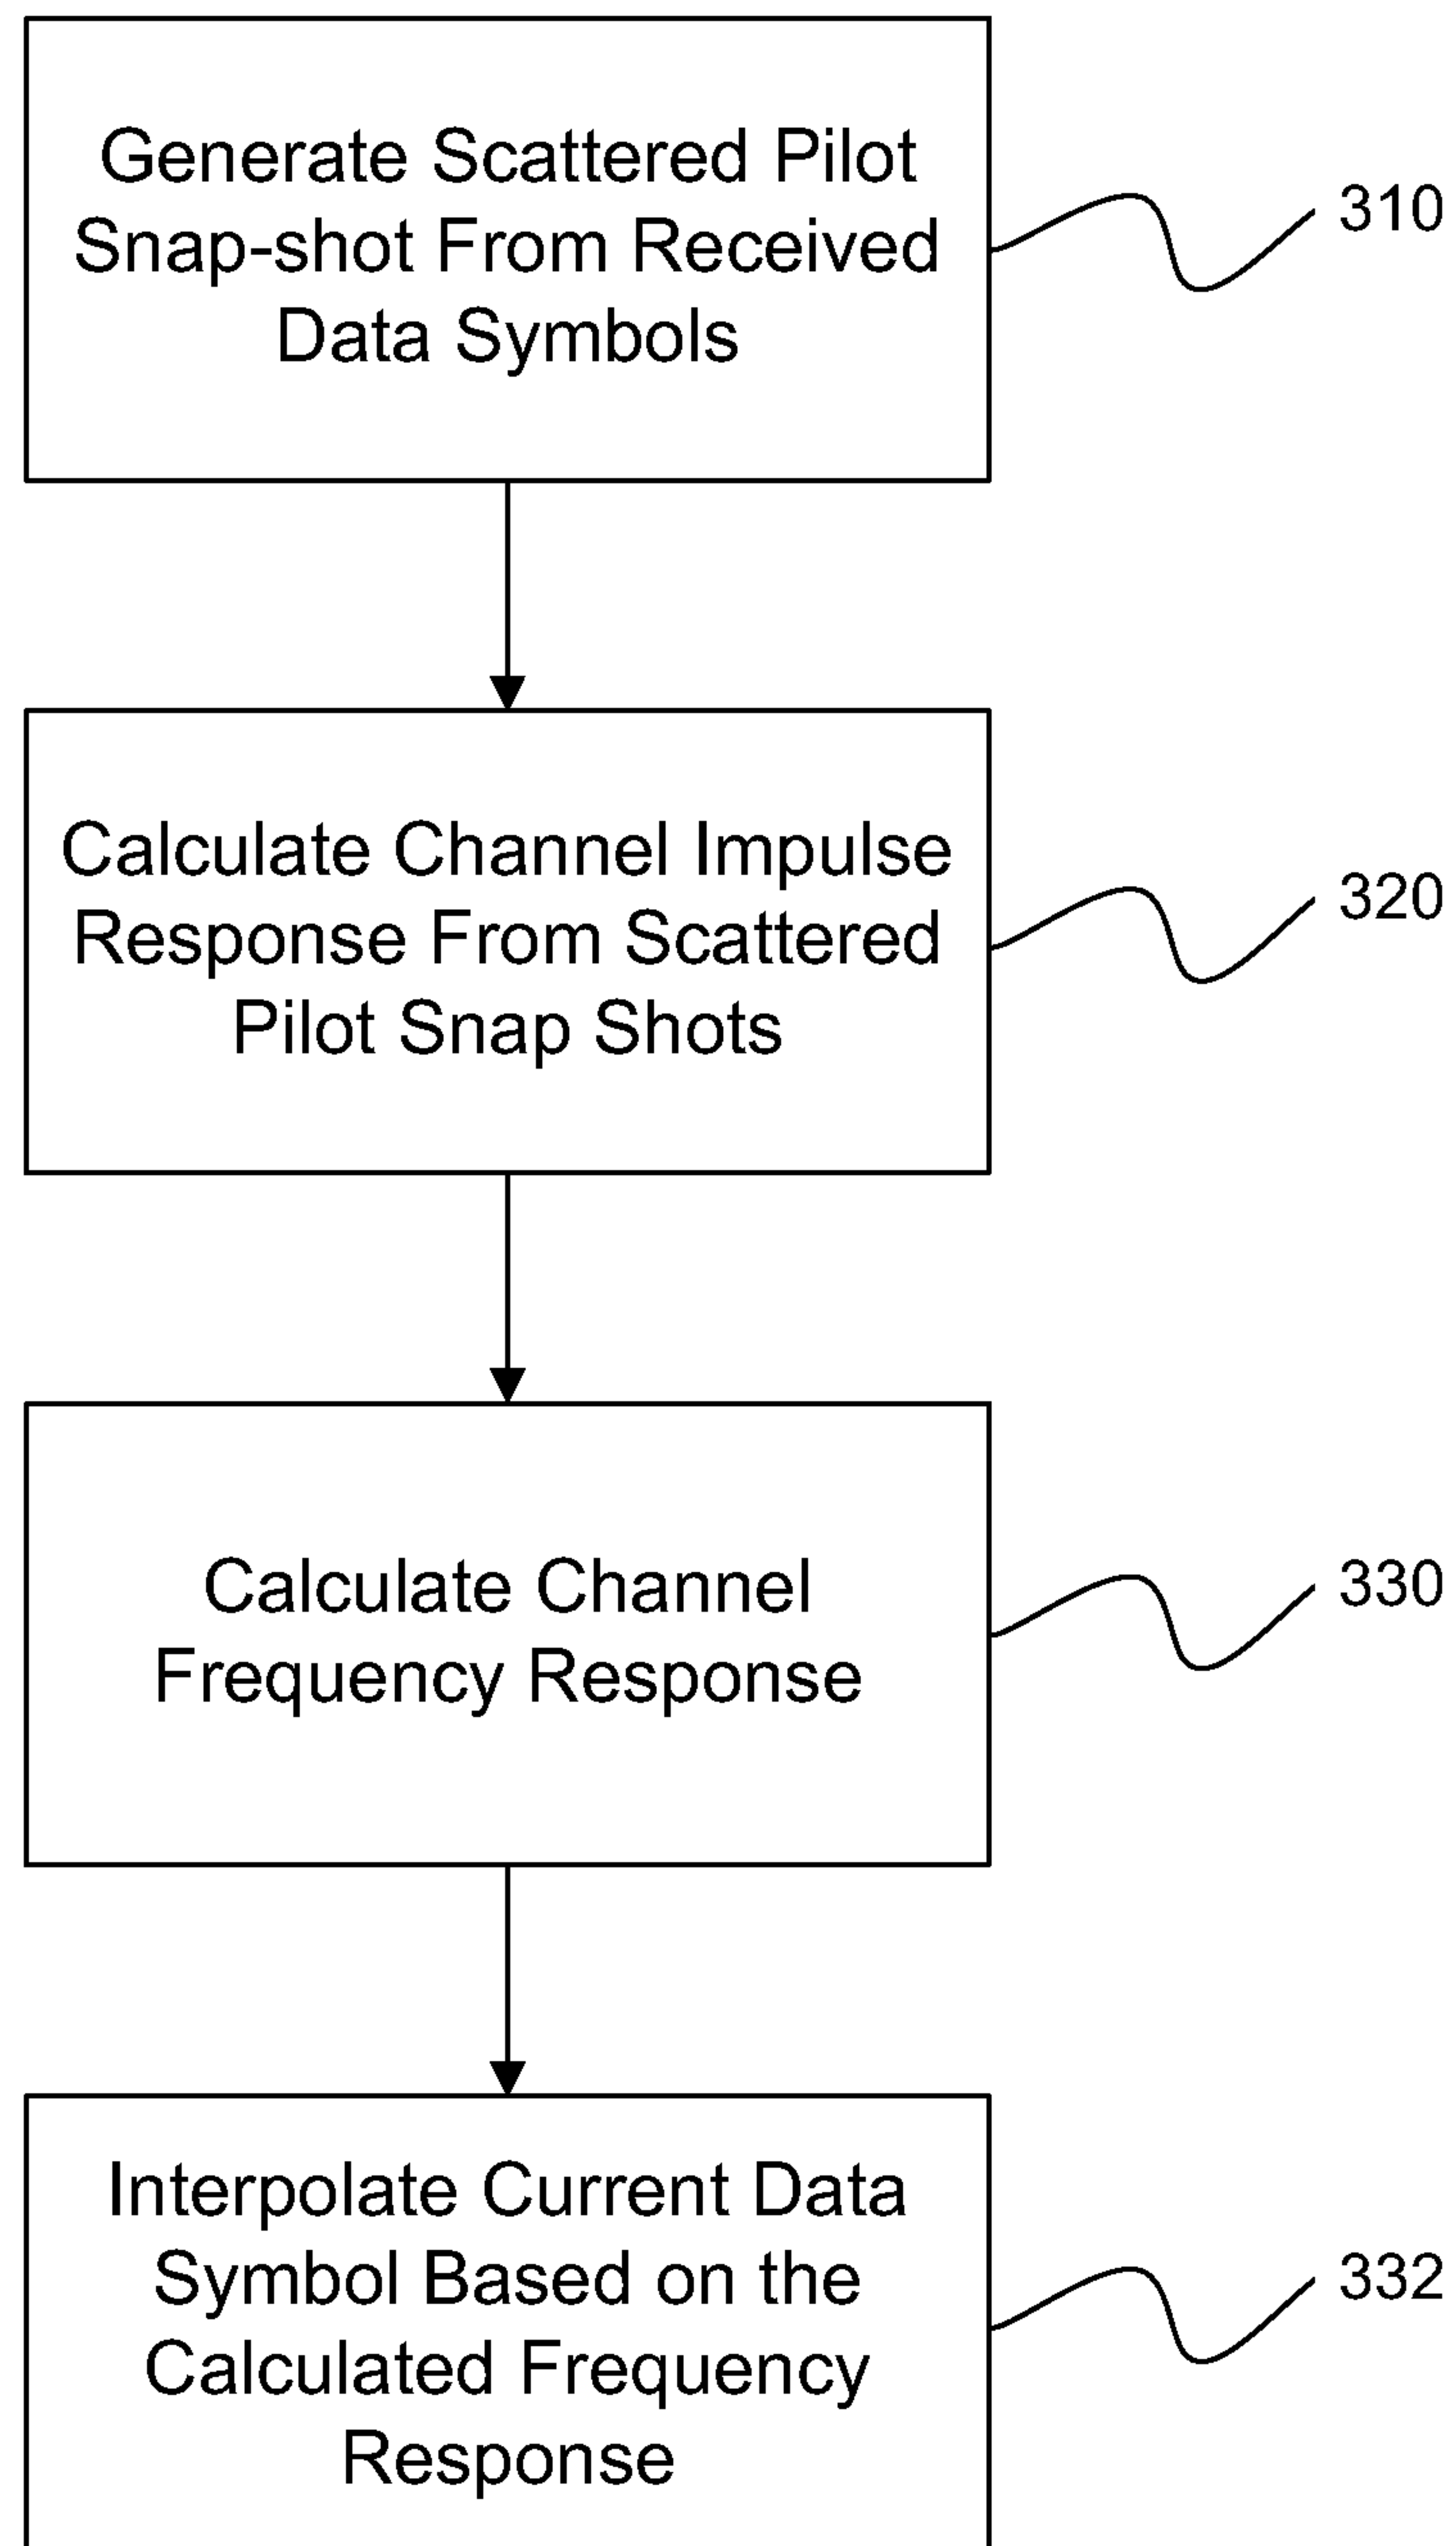 Generate Scattered Pilot
Snap-shot From Received
Data Symbols
310
Calculate Channel Impulse
Response From Scattered
Pilot Snap Shots
320
Calculate Channel
Frequency Response
330
Interpolate Current Data
Symbol Based on the
Calculated Frequency
Response
332